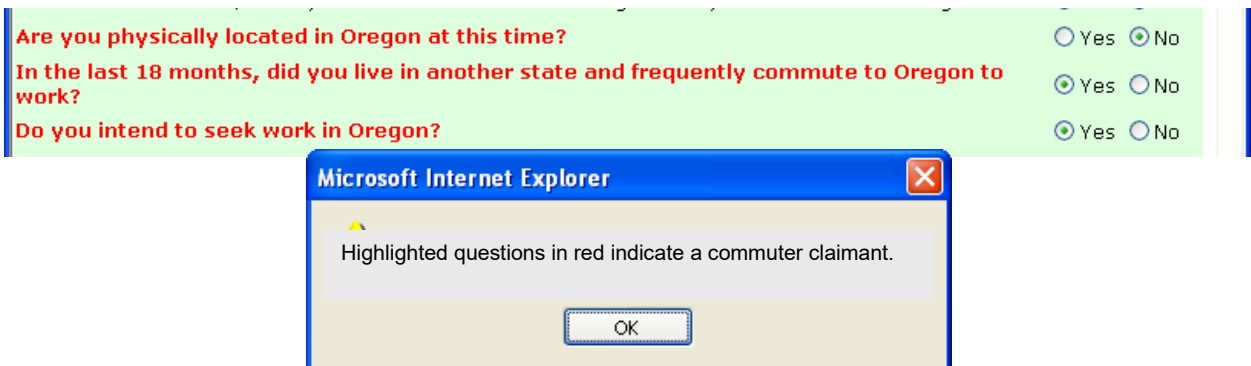 Are you physically located in Oregon at this time? Yes No
In the last 18 months, did you live in another state and frequently commute to Oregon to
work? Yes No
Do you intend to seek work in Oregon? Yes No
Microsoft Internet Explorer
Highlighted questions in red indicate a commuter claimant.
OK